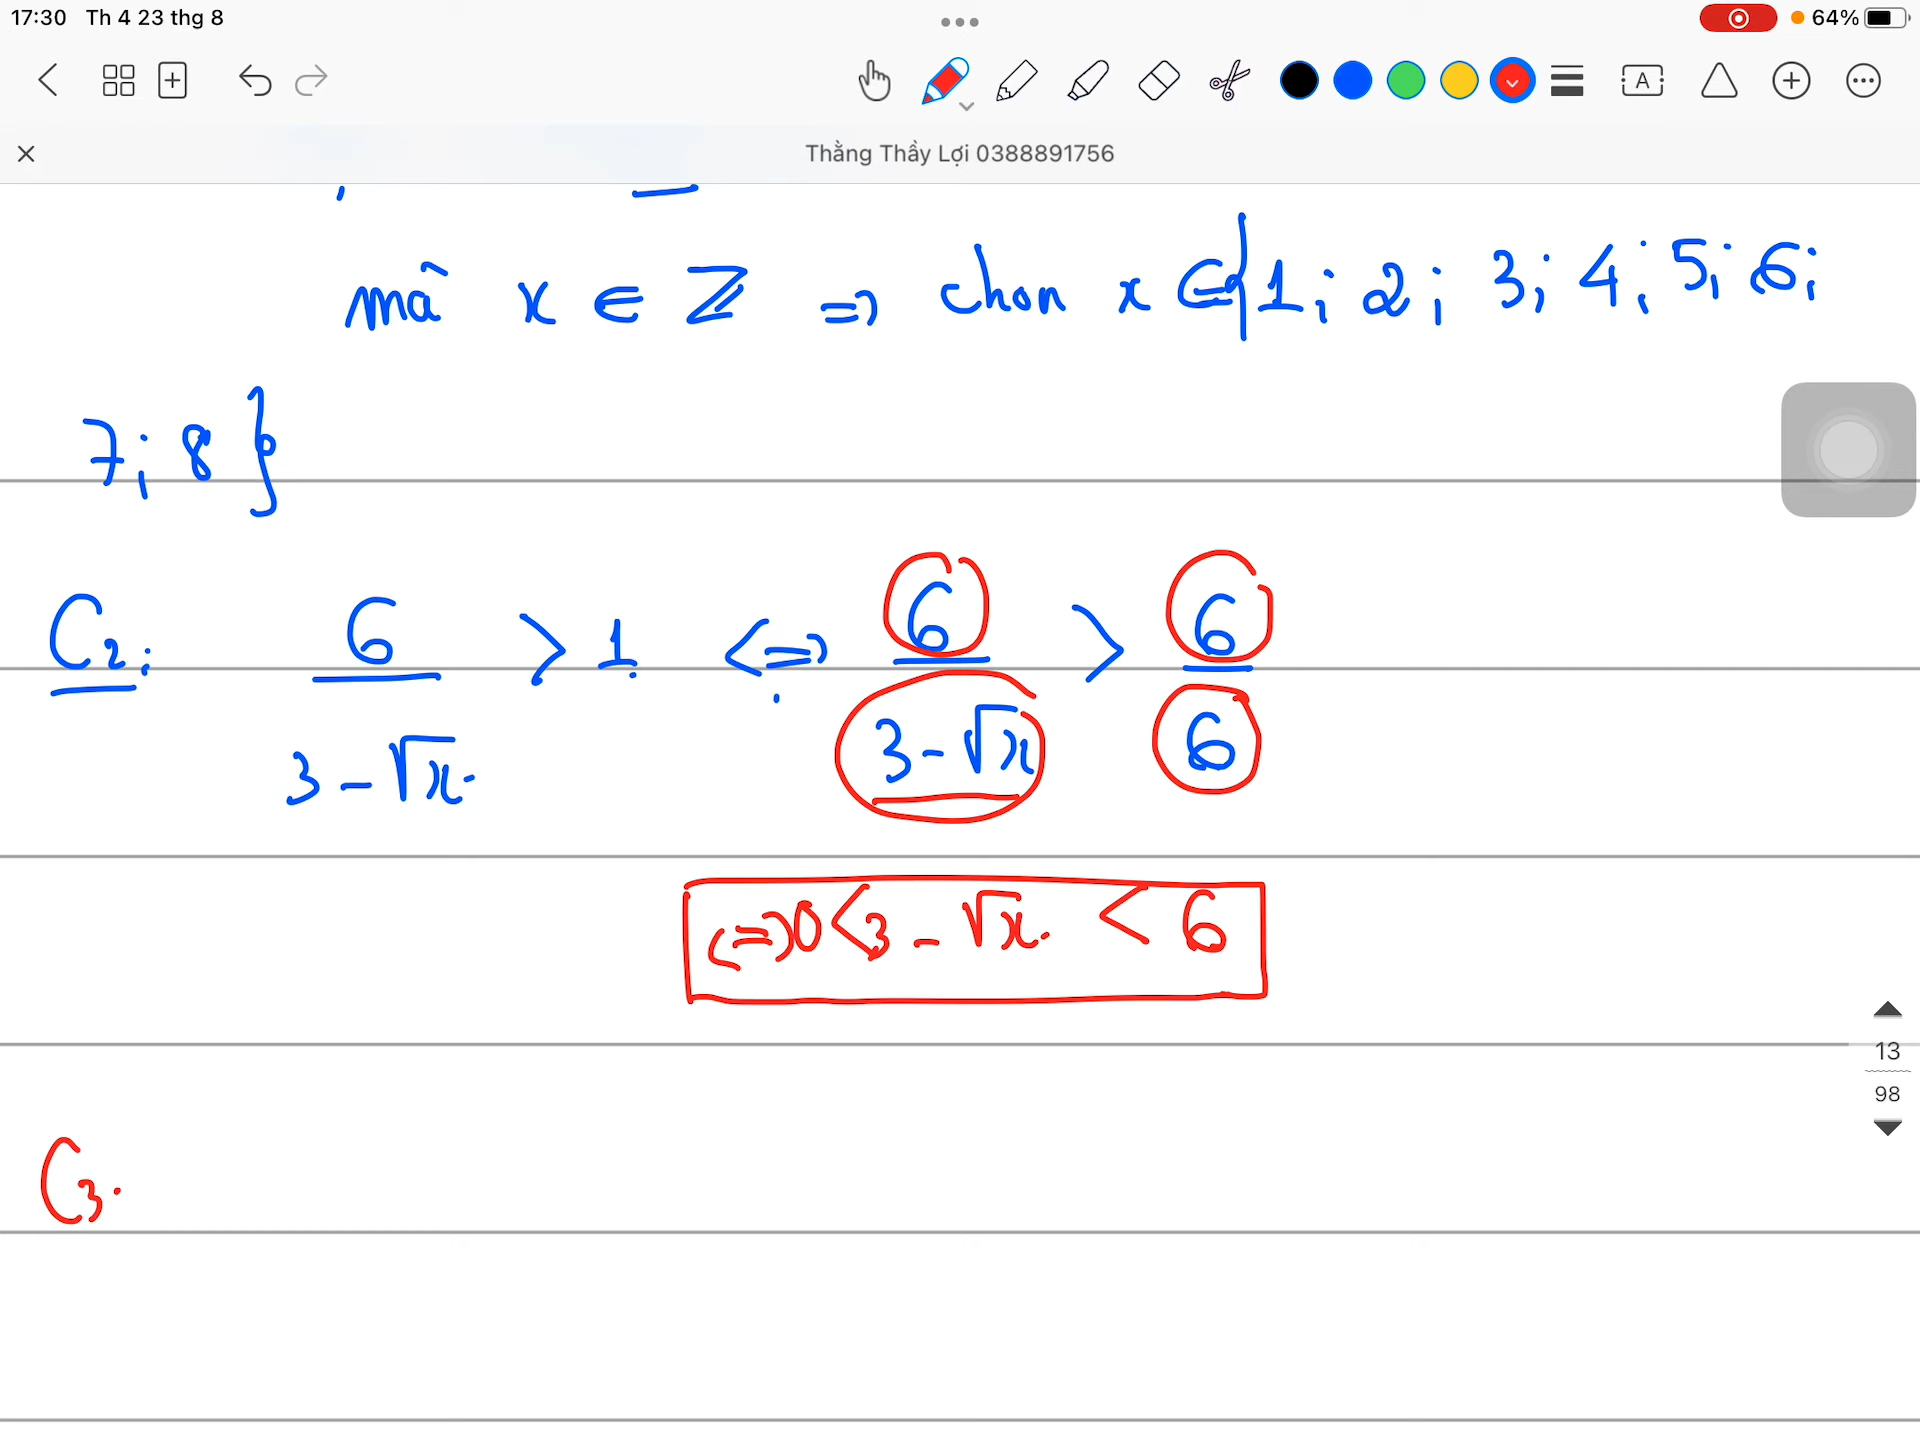 17:30 Th 4 23 thg 8
64%
A
Thằng Thầy Lợi 0388891756
mà x ∈ ℤ => chon x ∈ {1; 2; 3; 4; 5; 6;
7; 8}
C2: 6/(3-√x) > 1 <=> 6/(3-√x) > 6/6
<=> 0 < 3 - √x < 6
13
98
C3.